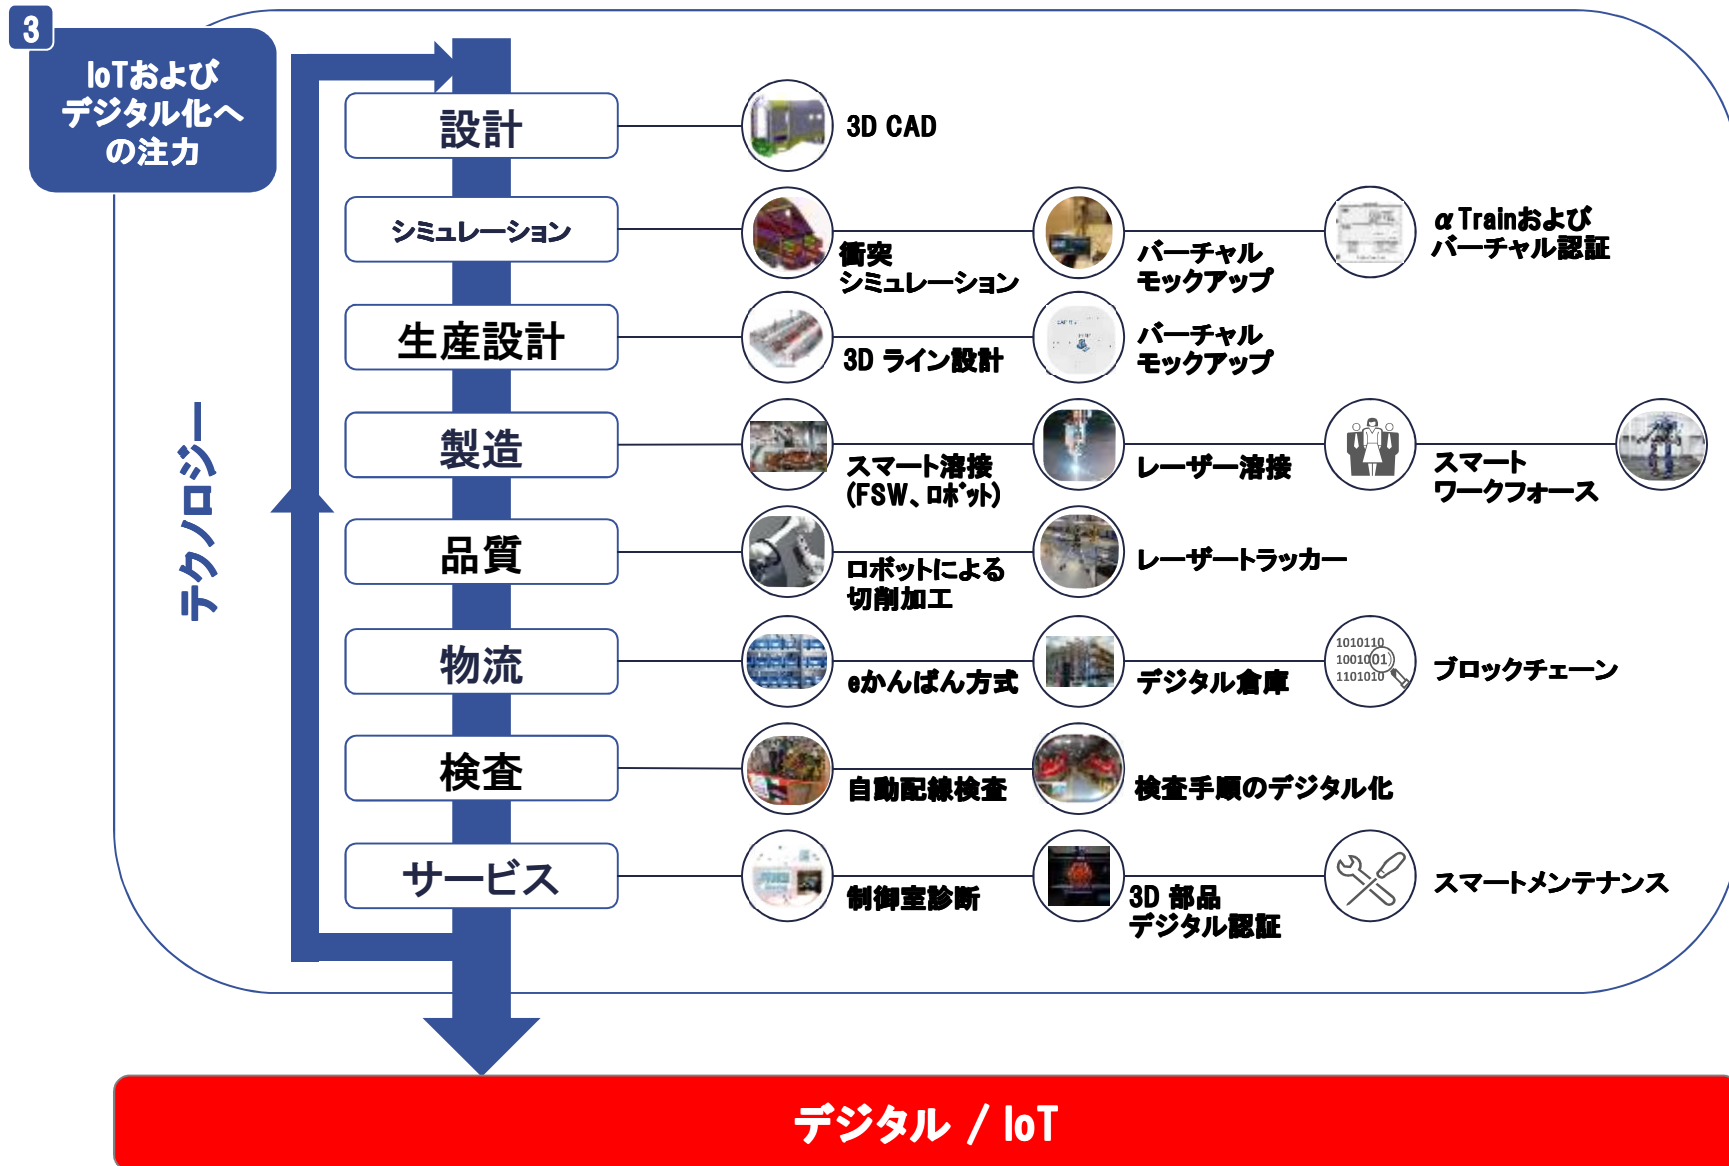 3
IoTおよび
デジタル化へ
の注力
テクノロジー
設計
3D CAD
シミュレーション
衝突
シミュレーション
バーチャル
モックアップ
αTrainおよび
バーチャル認証
生産設計
3D ライン設計
バーチャル
モックアップ
製造
スマート溶接
(FSW、ロボット)
レーザー溶接
スマート
ワークフォース
品質
ロボットによる
切削加工
レーザートラッカー
物流
eかんばん方式
デジタル倉庫
1010110
1001001
1101010
ブロックチェーン
検査
自動配線検査
検査手順のデジタル化
サービス
制御室診断
3D 部品
デジタル認証
スマートメンテナンス
デジタル / IoT